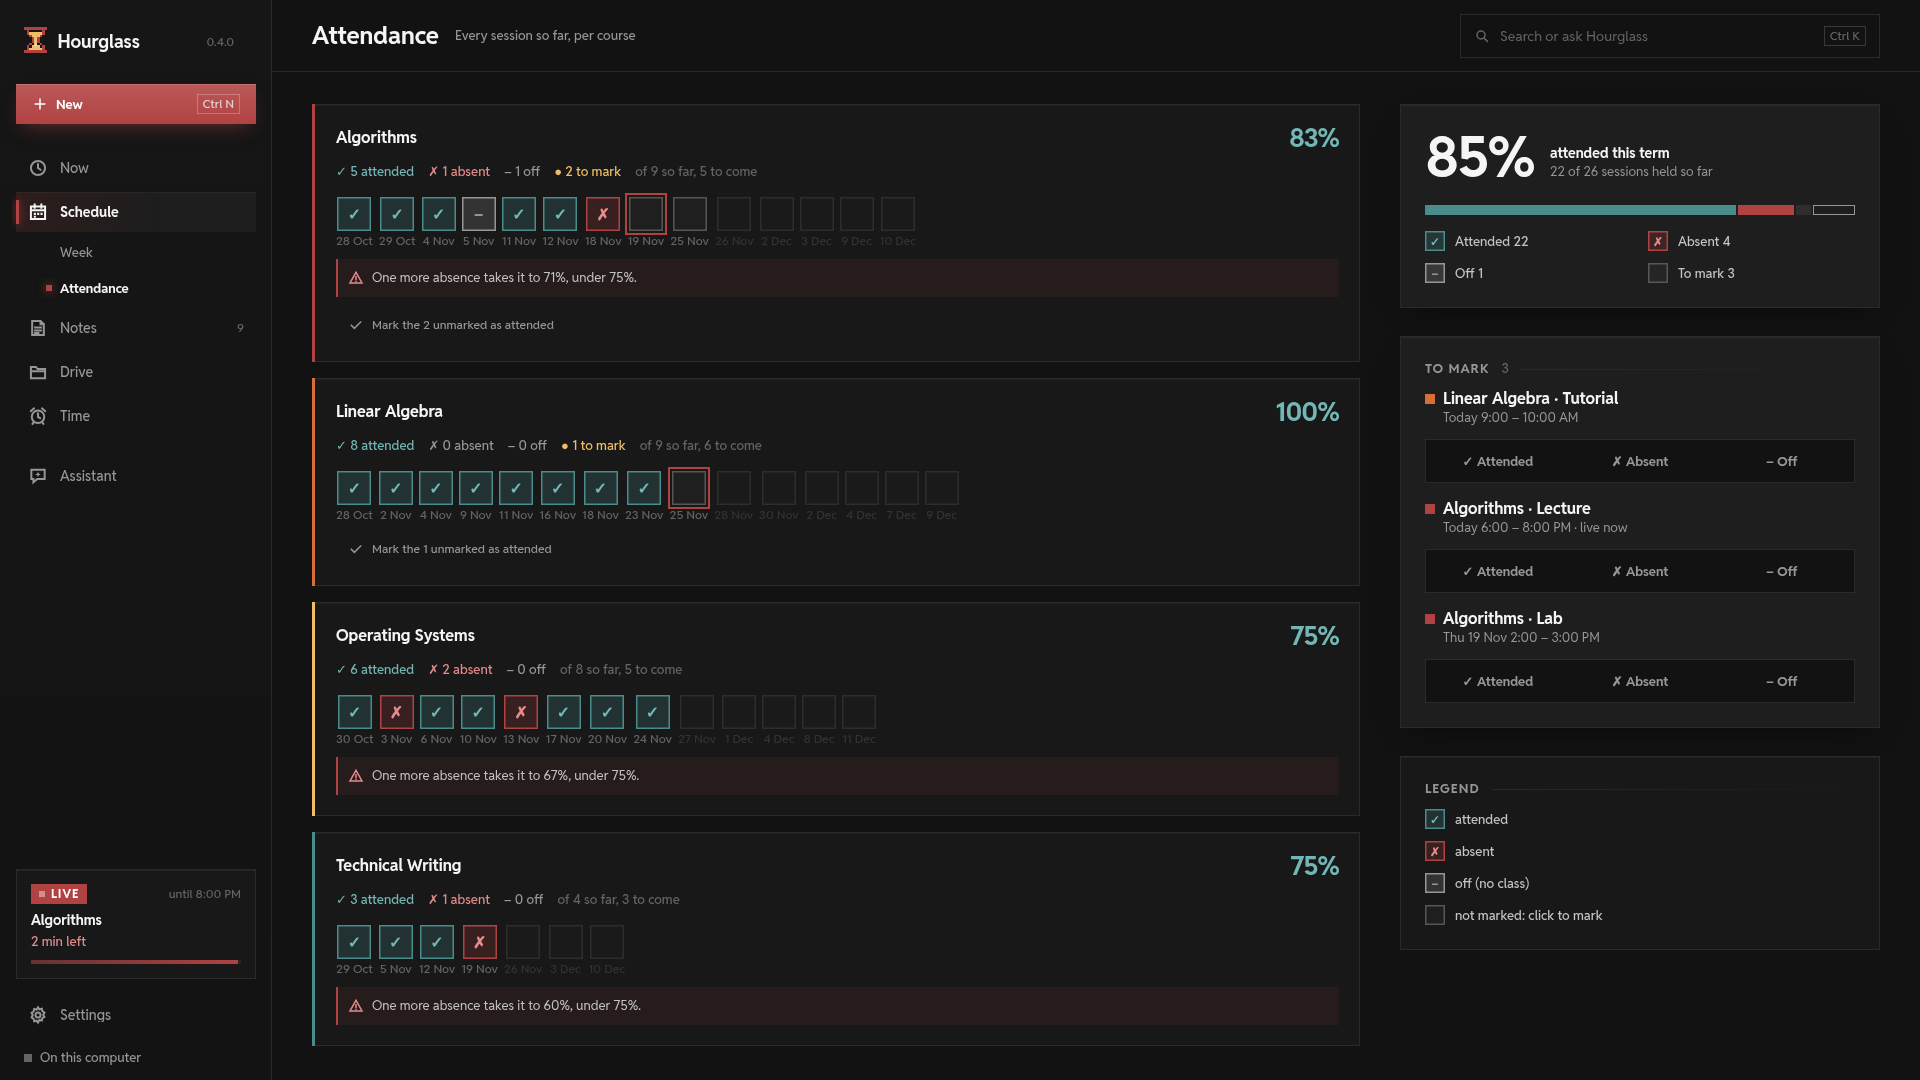 Hourglass 0.4.0
+ New Ctrl N
Now
Schedule
Week
Attendance
Notes 9
Drive
Time
Assistant
LIVE until 8:00 PM
Algorithms
2 min left
Settings
On this computer
Attendance Every session so far, per course
Search or ask Hourglass Ctrl K
Algorithms 83%
✓ 5 attended ✗ 1 absent – 1 off ● 2 to mark of 9 so far, 5 to come
✓ ✓ ✓ – ✓ ✓ ✗
28 Oct 29 Oct 4 Nov 5 Nov 11 Nov 12 Nov 18 Nov 19 Nov 25 Nov 26 Nov 2 Dec 3 Dec 9 Dec 10 Dec
One more absence takes it to 71%, under 75%.
Mark the 2 unmarked as attended
Linear Algebra 100%
✓ 8 attended ✗ 0 absent – 0 off ● 1 to mark of 9 so far, 6 to come
✓ ✓ ✓ ✓ ✓ ✓ ✓ ✓
28 Oct 2 Nov 4 Nov 9 Nov 11 Nov 16 Nov 18 Nov 23 Nov 25 Nov 28 Nov 30 Nov 2 Dec 4 Dec 7 Dec 9 Dec
Mark the 1 unmarked as attended
Operating Systems 75%
✓ 6 attended ✗ 2 absent – 0 off of 8 so far, 5 to come
✓ ✗ ✓ ✓ ✗ ✓ ✓ ✓
30 Oct 3 Nov 6 Nov 10 Nov 13 Nov 17 Nov 20 Nov 24 Nov 27 Nov 1 Dec 4 Dec 8 Dec 11 Dec
One more absence takes it to 67%, under 75%.
Technical Writing 75%
✓ 3 attended ✗ 1 absent – 0 off of 4 so far, 3 to come
✓ ✓ ✓ ✗
29 Oct 5 Nov 12 Nov 19 Nov 26 Nov 3 Dec 10 Dec
One more absence takes it to 60%, under 75%.
85% attended this term
22 of 26 sessions held so far
✓ Attended 22 ✗ Absent 4
– Off 1 To mark 3
TO MARK 3
Linear Algebra · Tutorial
Today 9:00 – 10:00 AM
✓ Attended ✗ Absent – Off
Algorithms · Lecture
Today 6:00 – 8:00 PM · live now
✓ Attended ✗ Absent – Off
Algorithms · Lab
Thu 19 Nov 2:00 – 3:00 PM
✓ Attended ✗ Absent – Off
LEGEND
✓ attended
✗ absent
– off (no class)
not marked: click to mark